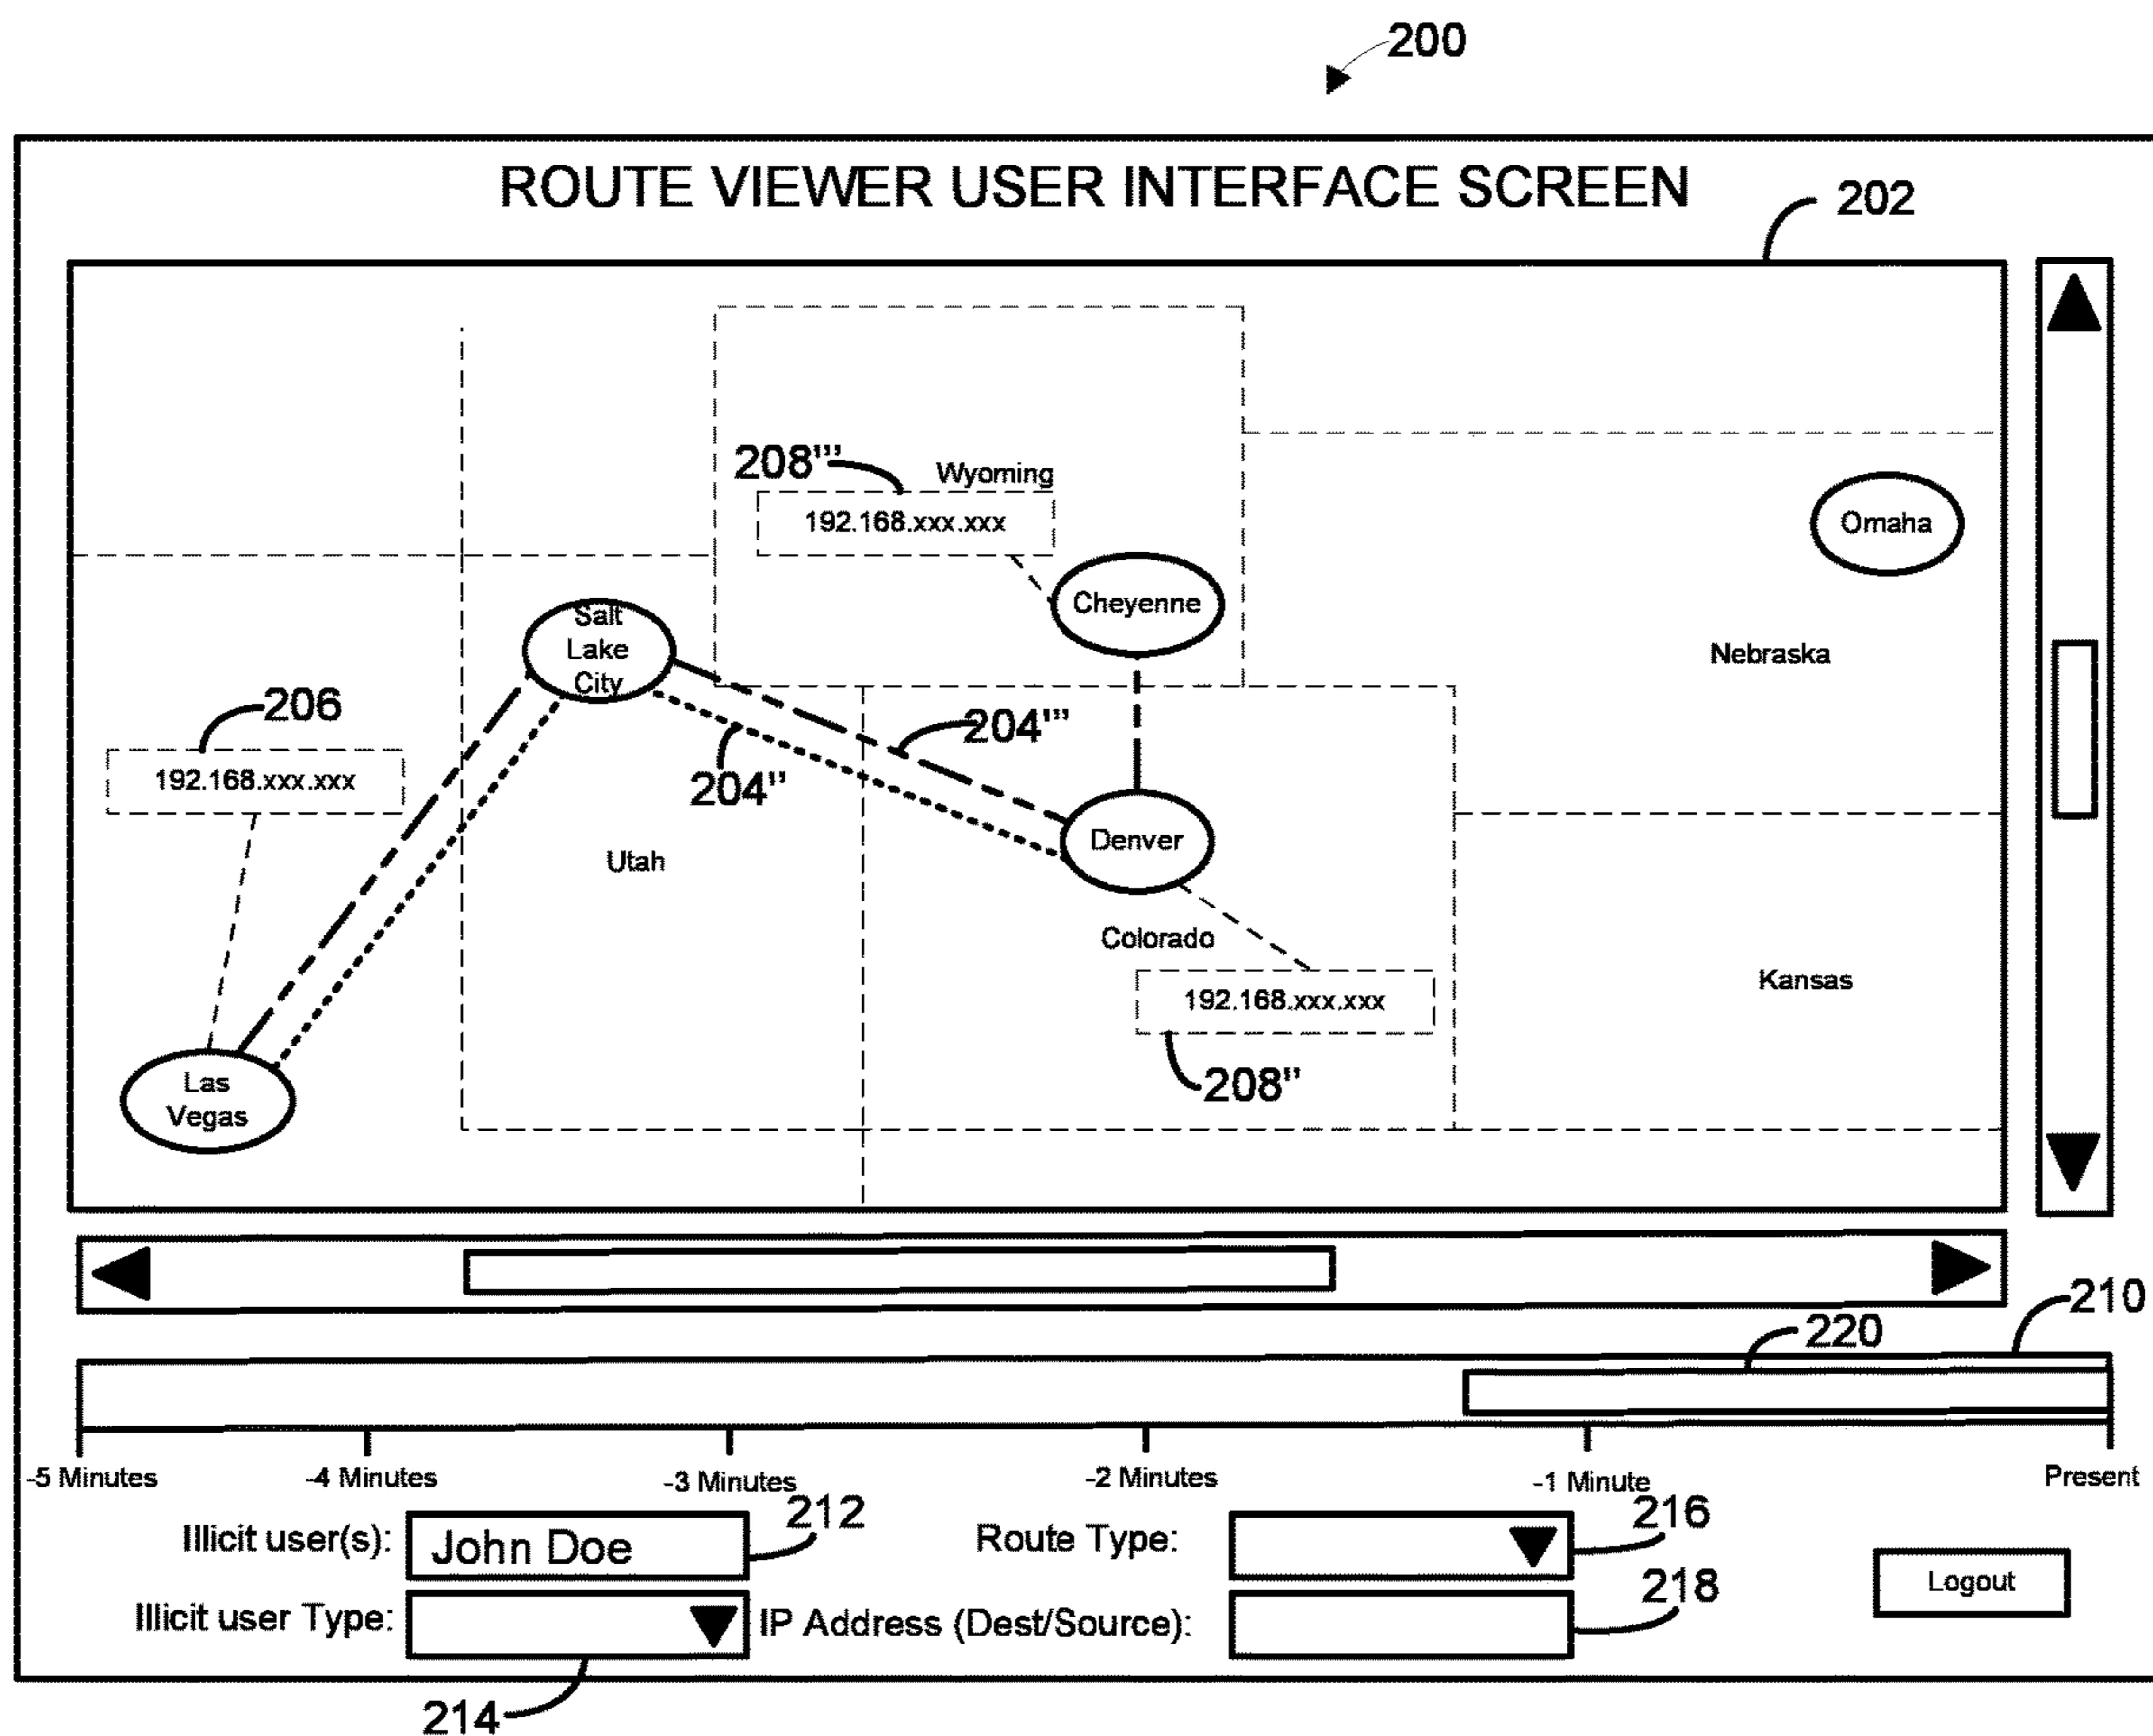 200
ROUTE VIEWER USER INTERFACE SCREEN
202
208'''
Wyoming
192.168.xxx.xxx
Omaha
Cheyenne
Salt
Lake
City
Nebraska
206
204'''
192.168.xxx.xxx
204''
Denver
Utah
Colorado
Kansas
192.168.xxx.xxx
208''
Las
Vegas
210
220
-5 Minutes
-4 Minutes
-3 Minutes
-2 Minutes
-1 Minute
Present
Illicit user(s):
John Doe
212
Route Type:
216
Logout
Illicit user Type:
IP Address (Dest/Source):
218
214